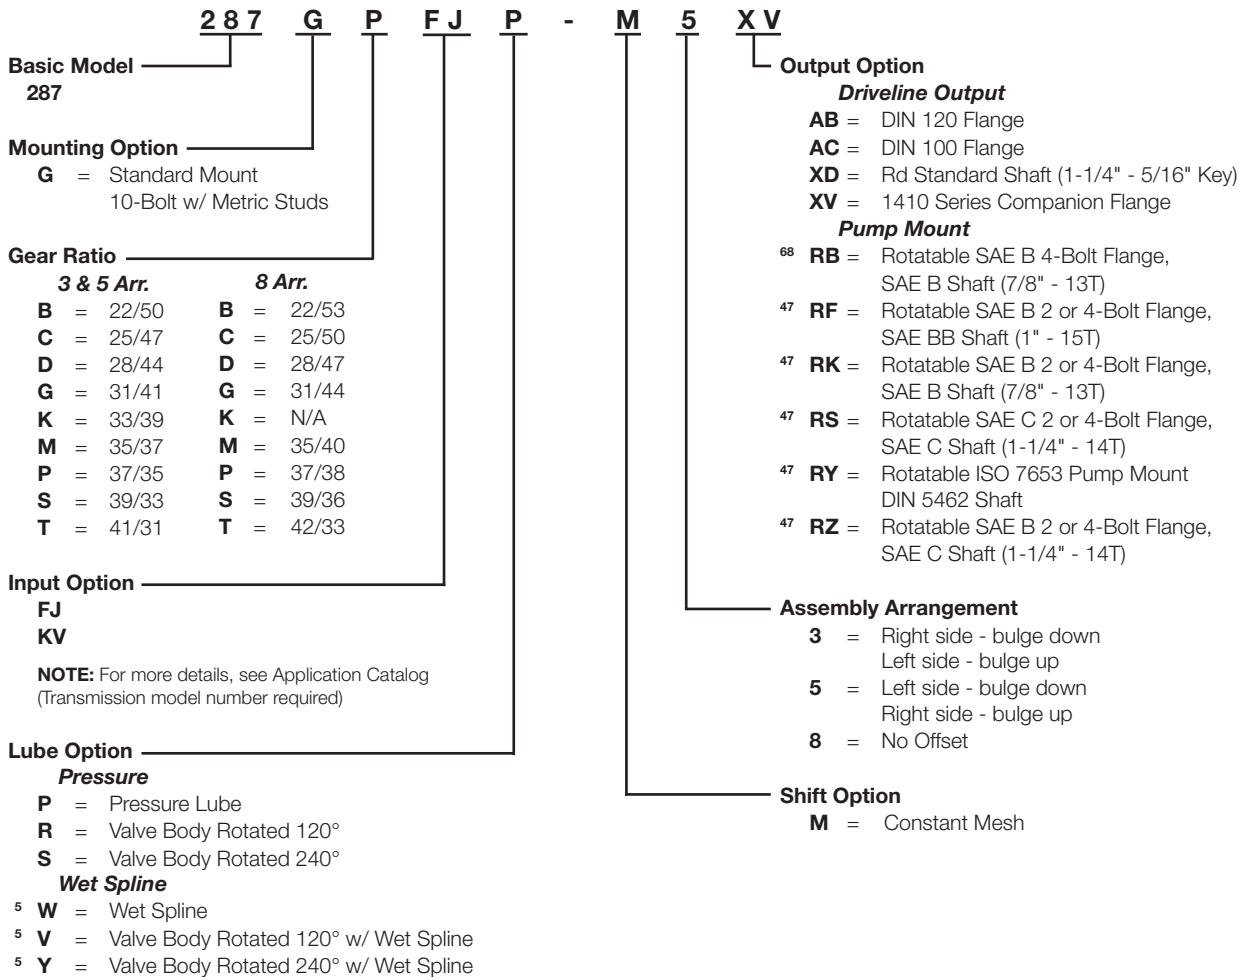 287 G P FJ P - M 5 XV
Basic Model
287
Mounting Option
G = Standard Mount
10-Bolt w/ Metric Studs
Gear Ratio
3 & 5 Arr. 8 Arr.
B = 22/50 B = 22/53
C = 25/47 C = 25/50
D = 28/44 D = 28/47
G = 31/41 G = 31/44
K = 33/39 K = N/A
M = 35/37 M = 35/40
P = 37/35 P = 37/38
S = 39/33 S = 39/36
T = 41/31 T = 42/33
Input Option
FJ
KV
NOTE: For more details, see Application Catalog
(Transmission model number required)
Lube Option
Pressure
P = Pressure Lube
R = Valve Body Rotated 120°
S = Valve Body Rotated 240°
Wet Spline
5 W = Wet Spline
5 V = Valve Body Rotated 120° w/ Wet Spline
5 Y = Valve Body Rotated 240° w/ Wet Spline
Output Option
Driveline Output
AB = DIN 120 Flange
AC = DIN 100 Flange
XD = Rd Standard Shaft (1-1/4" - 5/16" Key)
XV = 1410 Series Companion Flange
Pump Mount
68 RB = Rotatable SAE B 4-Bolt Flange,
SAE B Shaft (7/8" - 13T)
47 RF = Rotatable SAE B 2 or 4-Bolt Flange,
SAE BB Shaft (1" - 15T)
47 RK = Rotatable SAE B 2 or 4-Bolt Flange,
SAE B Shaft (7/8" - 13T)
47 RS = Rotatable SAE C 2 or 4-Bolt Flange,
SAE C Shaft (1-1/4" - 14T)
47 RY = Rotatable ISO 7653 Pump Mount
DIN 5462 Shaft
47 RZ = Rotatable SAE B 2 or 4-Bolt Flange,
SAE C Shaft (1-1/4" - 14T)
Assembly Arrangement
3 = Right side - bulge down
Left side - bulge up
5 = Left side - bulge down
Right side - bulge up
8 = No Offset
Shift Option
M = Constant Mesh